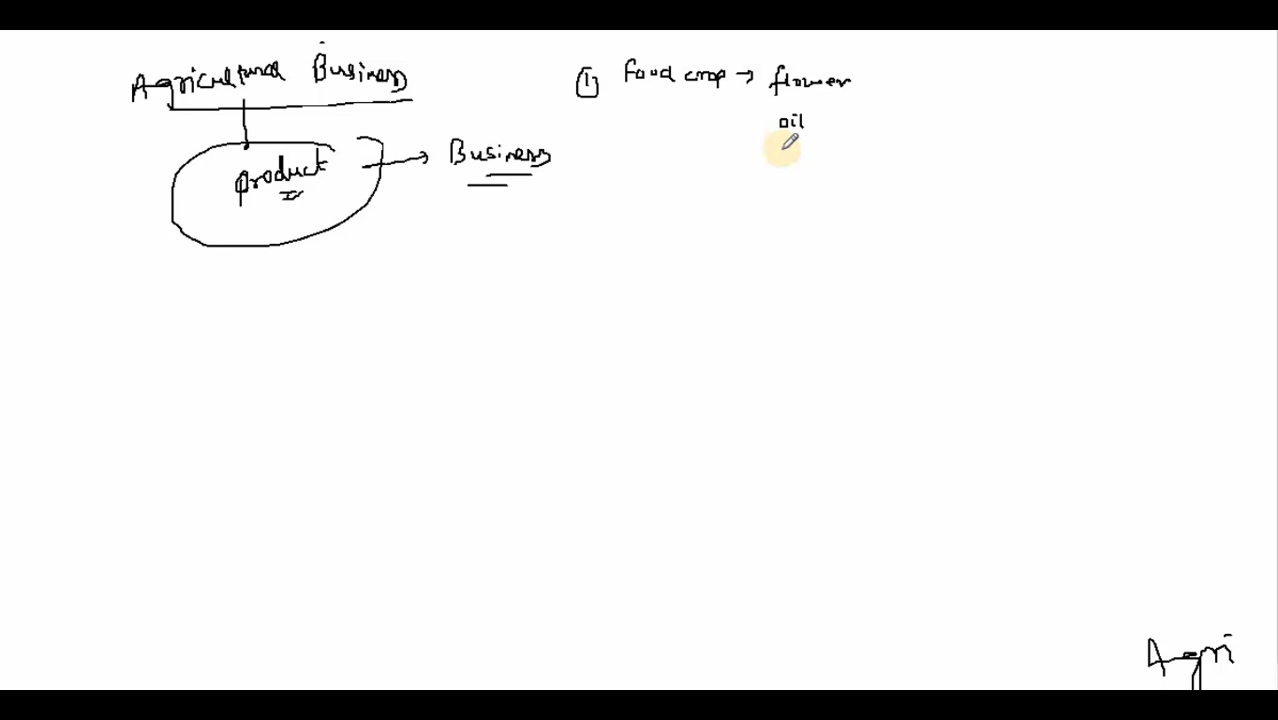 Agricultural Business
product → Business
① Food crop → flower
oil
Agri